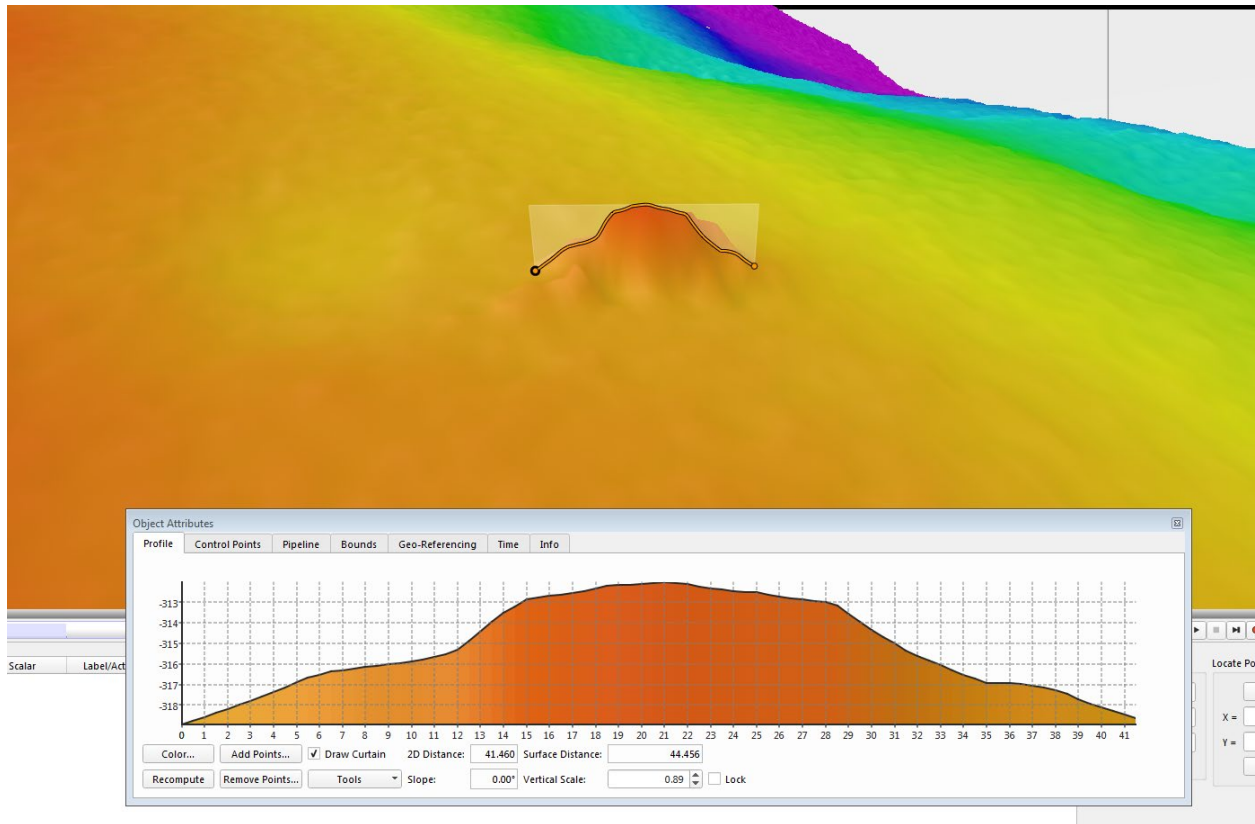 Object Attributes
Profile Control Points Pipeline Bounds Geo-Referencing Time Info
-313
-314
-315
-316
-317
-318
0 1 2 3 4 5 6 7 8 9 10 11 12 13 14 15 16 17 18 19 20 21 22 23 24 25 26 27 28 29 30 31 32 33 34 35 36 37 38 39 40 41
Color... Add Points... Draw Curtain 2D Distance: 41.460 Surface Distance: 44.456
Recompute Remove Points... Tools Slope: 0.00° Vertical Scale: 0.89 Lock
Scalar Label/Act
Locate Po
X =
Y =